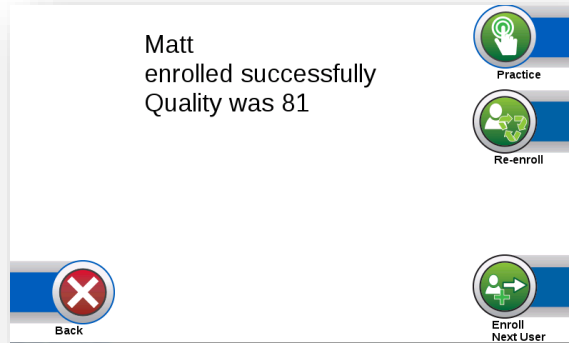 Matt
enrolled successfully
Quality was 81
Practice
Re-enroll
Back
Enroll
Next User